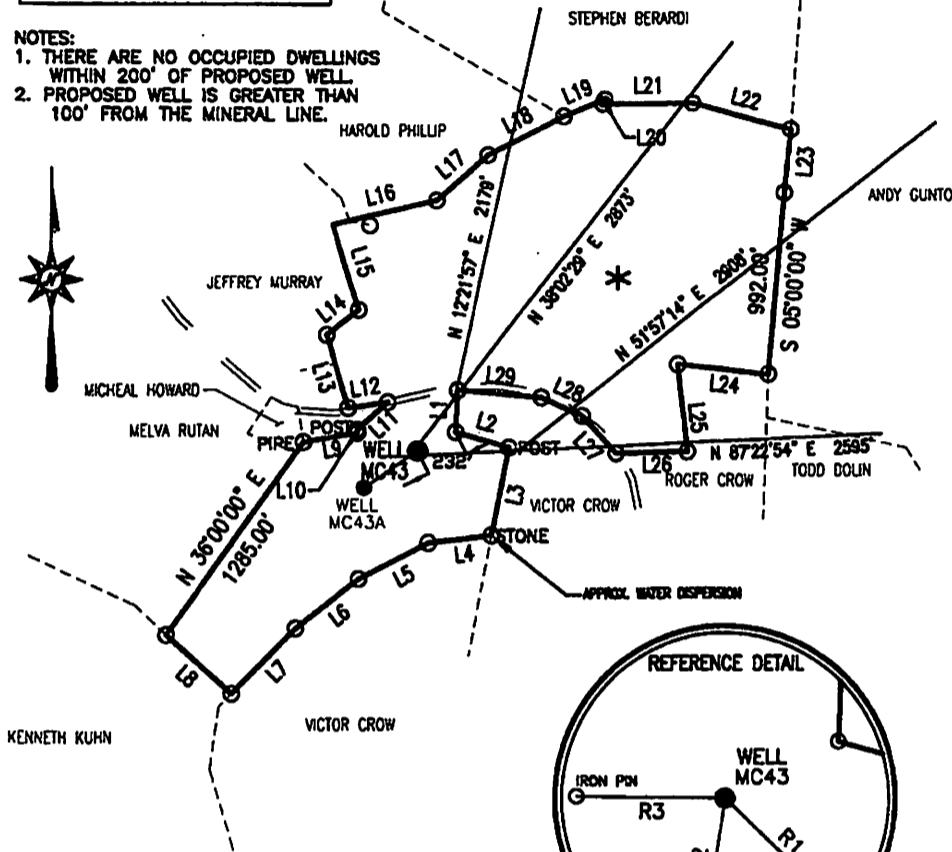 STEPHEN BERARDI
NOTES:
1. THERE ARE NO OCCUPIED DWELLINGS
WITHIN 200' OF PROPOSED WELL.
2. PROPOSED WELL IS GREATER THAN
100' FROM THE MINERAL LINE.
HAROLD PHILLIP
L16
L17
L18
L19
L20
L21
L22
L23
ANDY GUNTO
N 12°21'57" E 2179'
N 38°02'29" E 2873'
N 51°57'14" E 2908'
992.00'
S 05°00'00" W
N
JEFFREY MURRAY
L15
L14
L13
L12
MICHEAL HOWARD
MELVA RUTAN
POST
PIPE
L9
L11
L10
WELL
MC43
WELL
MC43A
L1
L29
L28
L2
232'
POST
L26
L25
L24
N 87°22'54" E 2595'
ROGER CROW
TODD DOLIN
L3
VICTOR CROW
STONE
L4
L5
L6
L7
L8
N 36°00'00" E
1285.00'
APPROX. WATER DISPERSION
KENNETH KUHN
VICTOR CROW
REFERENCE DETAIL
WELL
MC43
IRON PIN
R3
R1